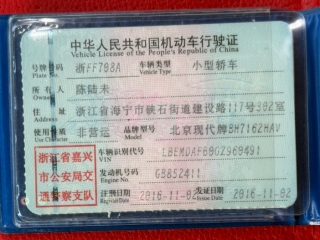 中华人民共和国机动车行驶证
Vehicle License of the People's Republic of China
号牌号码 浙FF798A 车辆类型 小型轿车
Plate No. Vehicle Type
所有人 陈陆未
Owner
住址 浙江省海宁市硖石街道建设路117号302室
Address
使用性质 非营运 品牌型号 北京现代牌BH7162HAV
Use Character Model
浙江省嘉兴
市公安局交
通警察支队
车辆识别代号
VIN
发动机号码 GB852411
Engine No.
注册日期 2016-11-02 发证日期 2016-11-02
Register Date Issue Date